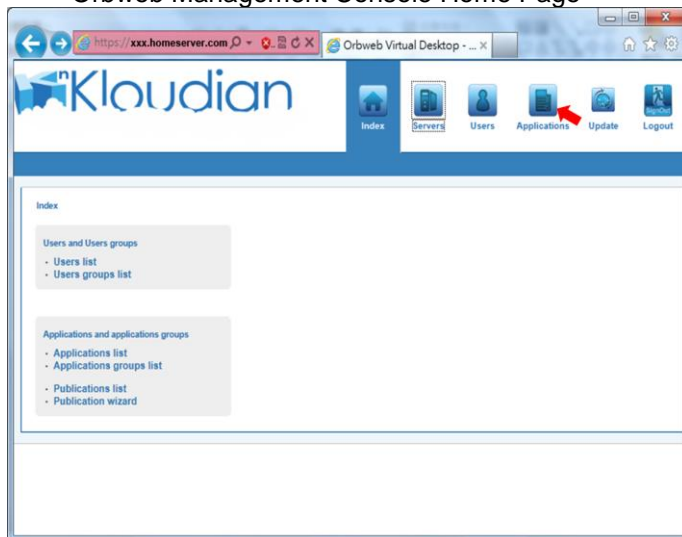 Orbweb Management Console Home Page
https://xxx.homeserver.com
Orbweb Virtual Desktop - ...
nKloudian
Index
Servers
Users
Applications
Update
SignOut
Logout
Index
Users and Users groups
- Users list
- Users groups list
Applications and applications groups
- Applications list
- Applications groups list
- Publications list
- Publication wizard